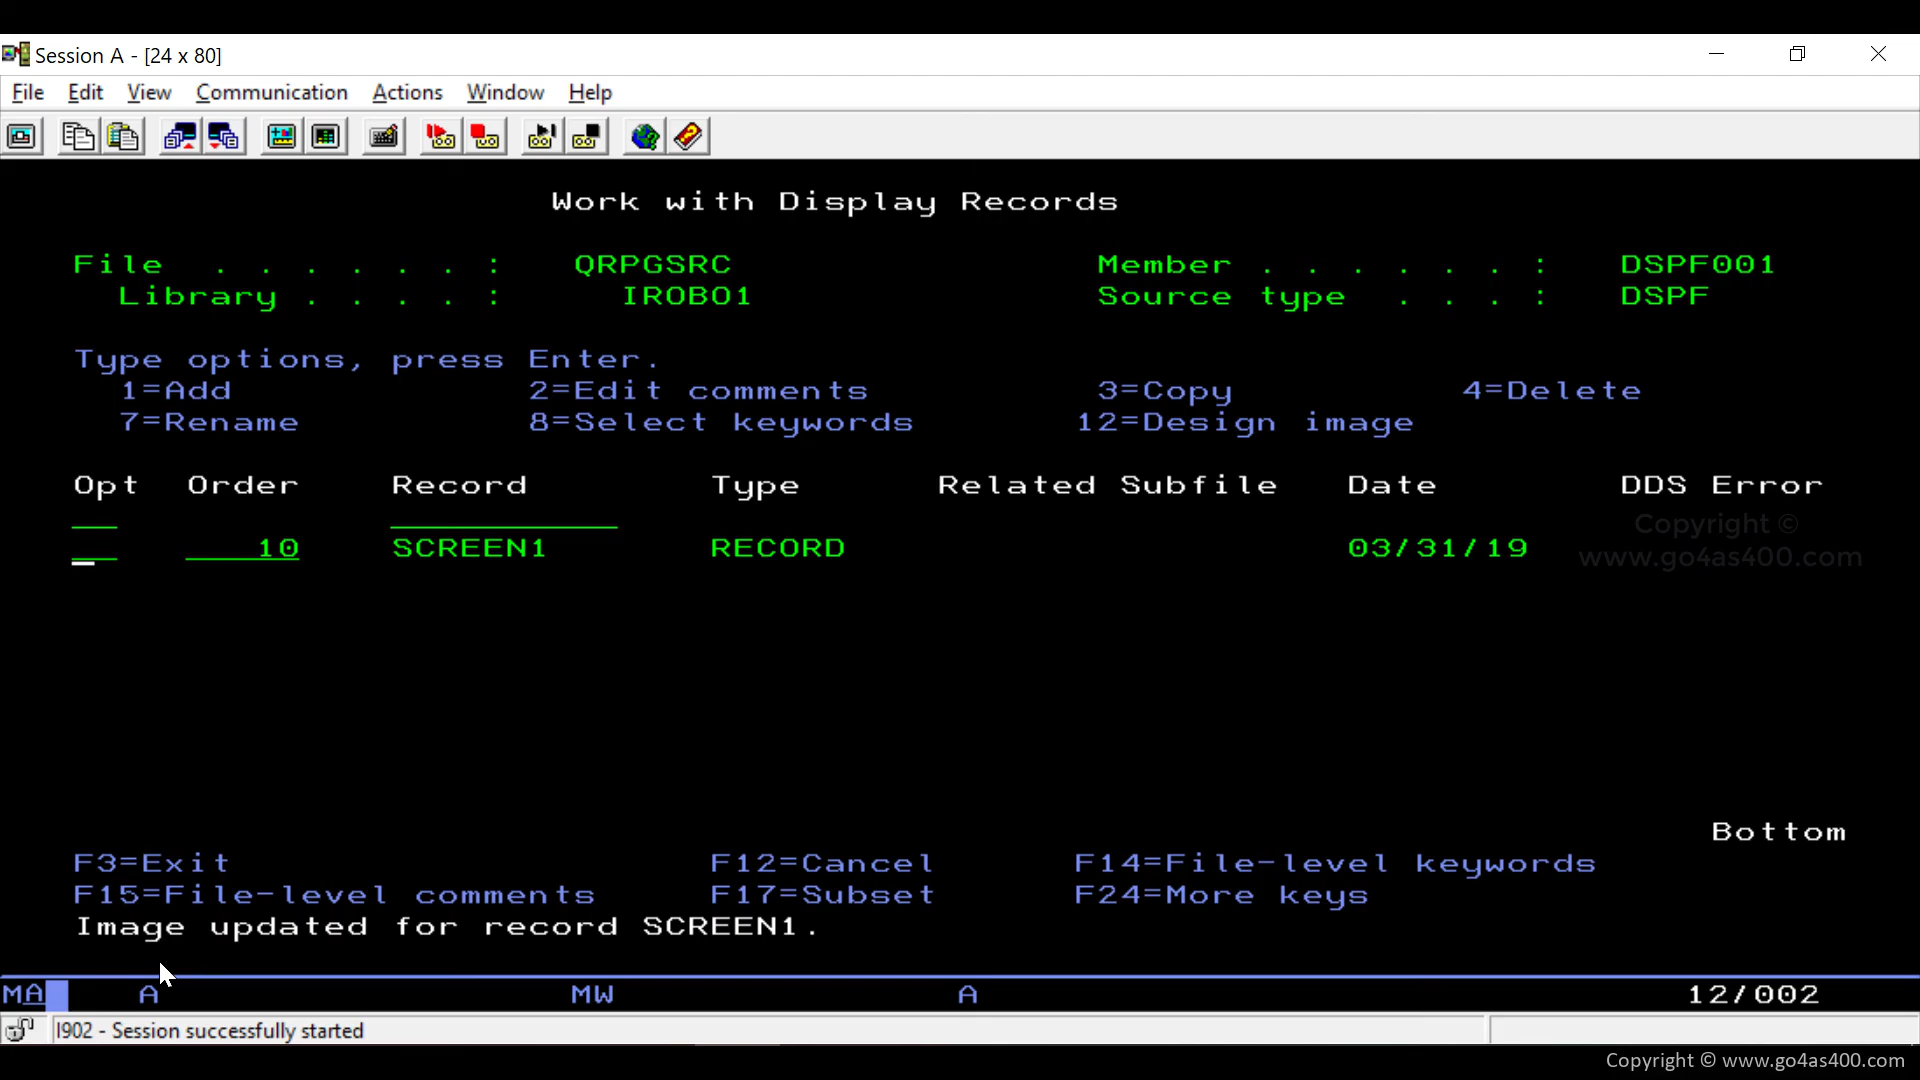 Session A - [24 x 80]
File Edit View Communication Actions Window Help
Work with Display Records
File . . . . . . : QRPGSRC Member . . . . . . : DSPF001
Library . . . . : IROBO1 Source type . . . : DSPF
Type options, press Enter.
1=Add 2=Edit comments 3=Copy 4=Delete
7=Rename 8=Select keywords 12=Design image
Opt Order Record Type Related Subfile Date DDS Error
Copyright ©
10 SCREEN1 RECORD 03/31/19
www.go4as400.com
Bottom
F3=Exit F12=Cancel F14=File-level keywords
F15=File-level comments F17=Subset F24=More keys
Image updated for record SCREEN1.
MA A MW A 12/002
I902 - Session successfully started
Copyright © www.go4as400.com